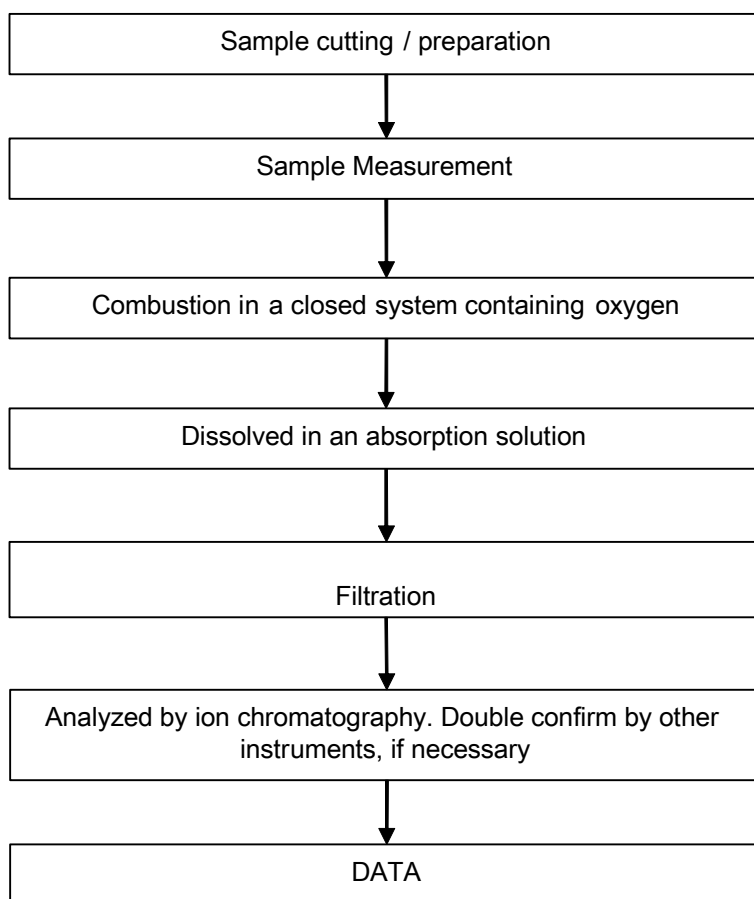 Sample cutting / preparation
Sample Measurement
Combustion in a closed system containing oxygen
Dissolved in an absorption solution
Filtration
Analyzed by ion chromatography. Double confirm by other
instruments, if necessary
DATA